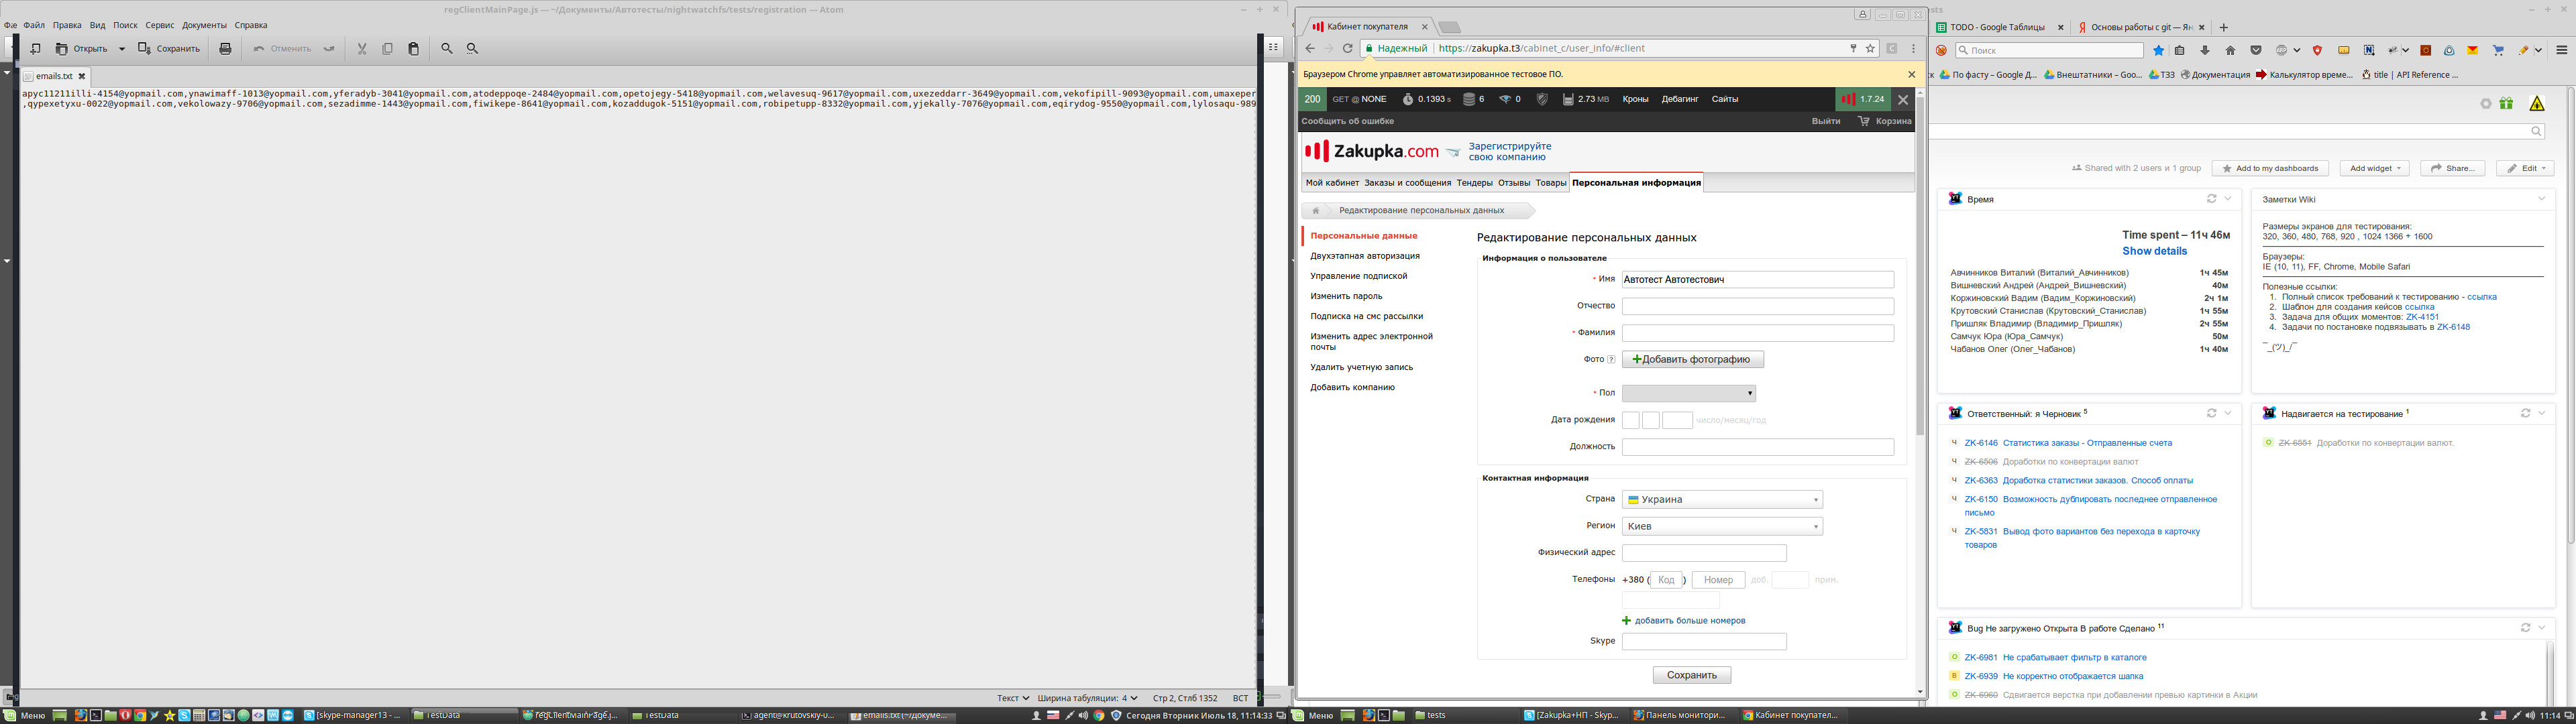 regClientMainPage.js — ~/Документы/Автотесты/nightwatchfs/tests/registration — Atom
Файл Правка Вид Поиск Сервис Документы Справка
Открыть Сохранить Отменить
emails.txt
apyc11211illi-4154@yopmail.com,ynawimaff-1013@yopmail.com,yferadyb-3041@yopmail.com,atodeppoqe-2484@yopmail.com,opetojegy-5418@yopmail.com,welavesuq-9617@yopmail.com,uxezeddarr-3649@yopmail.com,vekofipill-9093@yopmail.com,umaxeper
,qypexetyxu-0022@yopmail.com,vekolowazy-9706@yopmail.com,sezadimme-1443@yopmail.com,fiwikepe-8641@yopmail.com,kozaddugok-5151@yopmail.com,robipetupp-8332@yopmail.com,yjekally-7076@yopmail.com,eqirydog-9550@yopmail.com,lylosaqu-989
Текст Ширина табуляции: 4 Стр 2, Стлб 1352 ВСТ
Кабинет покупателя
Надежный https://zakupka.t3/cabinet_c/user_info/#client
Браузером Chrome управляет автоматизированное тестовое ПО.
200 GET @ NONE 0.1393 s 6 0 2.73 MB Кроны Дебагинг Сайты 1.7.24
Сообщить об ошибке Выйти Корзина
Zakupka.com Зарегистрируйте
свою компанию
Мой кабинет Заказы и сообщения Тендеры Отзывы Товары Персональная информация
Редактирование персональных данных
Персональные данные
Двухэтапная авторизация
Управление подпиской
Изменить пароль
Подписка на смс рассылки
Изменить адрес электронной
почты
Удалить учетную запись
Добавить компанию
Редактирование персональных данных
Информация о пользователе
* Имя Автотест Автотестович
Отчество
* Фамилия
Фото ? Добавить фотографию
* Пол
Дата рождения число/месяц/год
Должность
Контактная информация
Страна Украина
Регион Киев
Физический адрес
Телефоны +380 ( Код ) Номер доб. прим.
добавить больше номеров
Skype
Сохранить
TODO - Google Таблицы Основы работы с git — Ян
Поиск
По фасту – Google Д... Внештатники – Goo... ТЗЗ Документация Калькулятор време... title | API Reference ...
Shared with 2 users и 1 group Add to my dashboards Add widget Share... Edit
Время
Time spent – 11ч 46м
Show details
Авчинников Виталий (Виталий_Авчинников) 1ч 45м
Вишневский Андрей (Андрей_Вишневский) 40м
Коржиновский Вадим (Вадим_Коржиновский) 2ч 1м
Крутовский Станислав (Крутовский_Станислав) 1ч 55м
Пришляк Владимир (Владимир_Пришляк) 2ч 55м
Самчук Юра (Юра_Самчук) 50м
Чабанов Олег (Олег_Чабанов) 1ч 40м
Заметки Wiki
Размеры экранов для тестирования:
320, 360, 480, 768, 920 , 1024 1366 + 1600
Браузеры:
IE (10, 11), FF, Chrome, Mobile Safari
Полезные ссылки:
1. Полный список требований к тестированию - ссылка
2. Шаблон для создания кейсов ссылка
3. Задача для общих моментов: ZK-4151
4. Задачи по постановке подвязывать в ZK-6148
¯_(ツ)_/¯
Ответственный: я Черновик 5
Ч ZK-6146 Статистика заказы - Отправленные счета
ZK-6506 Доработки по конвертации валют
Ч ZK-6363 Доработка статистики заказов. Способ оплаты
Ч ZK-6150 Возможность дублировать последнее отправленное
письмо
Ч ZK-5831 Вывод фото вариантов без перехода в карточку
товаров
Надвигается на тестирование 1
О ZK-6551 Доработки по конвертации валют.
Bug Не загружено Открыта В работе Сделано 11
О ZK-6981 Не срабатывает фильтр в каталоге
В ZK-6939 Не корректно отображается шапка
О ZK-6960 Сдвигается верстка при добавлении превью картинки в Акции
Меню [skype-manager13 - ... TestData regClientMainPage.j... TestData agent@krutovskiy-u... emails.txt (~/Докуме... Сегодня Вторник Июль 18, 11:14:33
Меню tests [Zakupka+НП - Skyp... Панель монитори... Кабинет покупател... 11:14